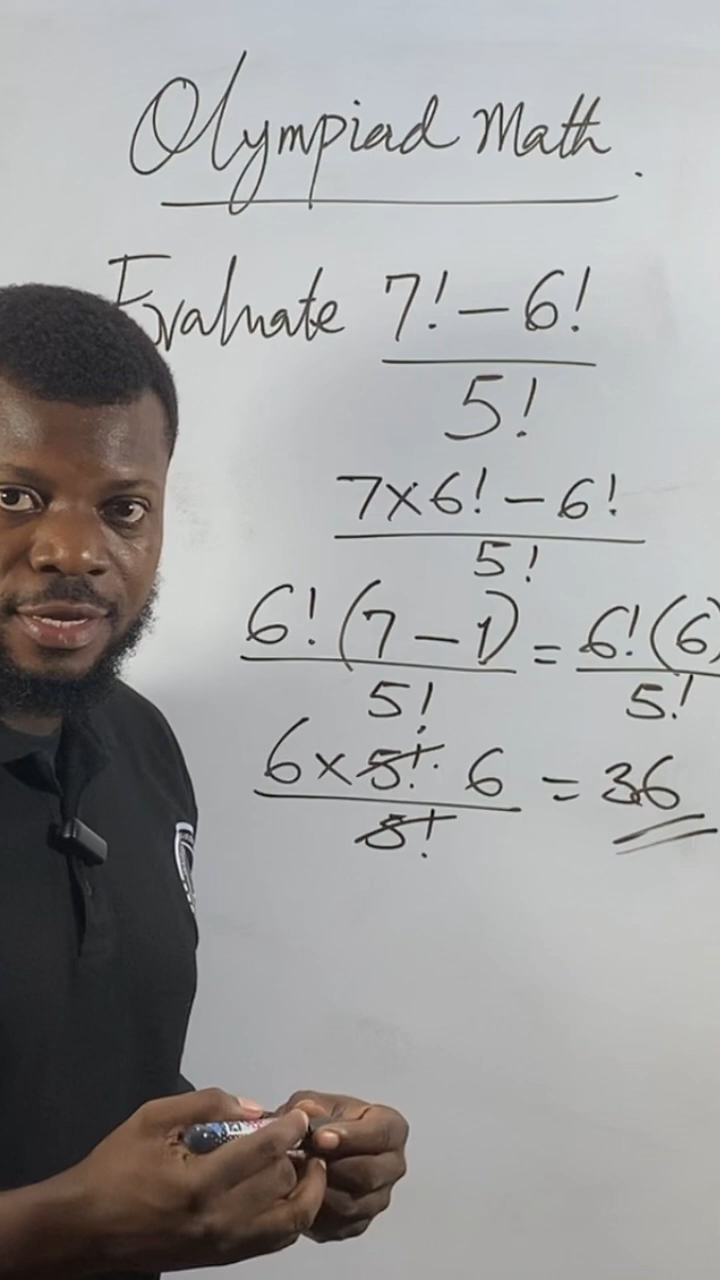 Olympiad Math.
Evaluate 7! – 6!
5!
7×6! – 6!
5!
6!(7 – 1) = 6!(6)
5! 5!
6×5!·6 = 36
5!